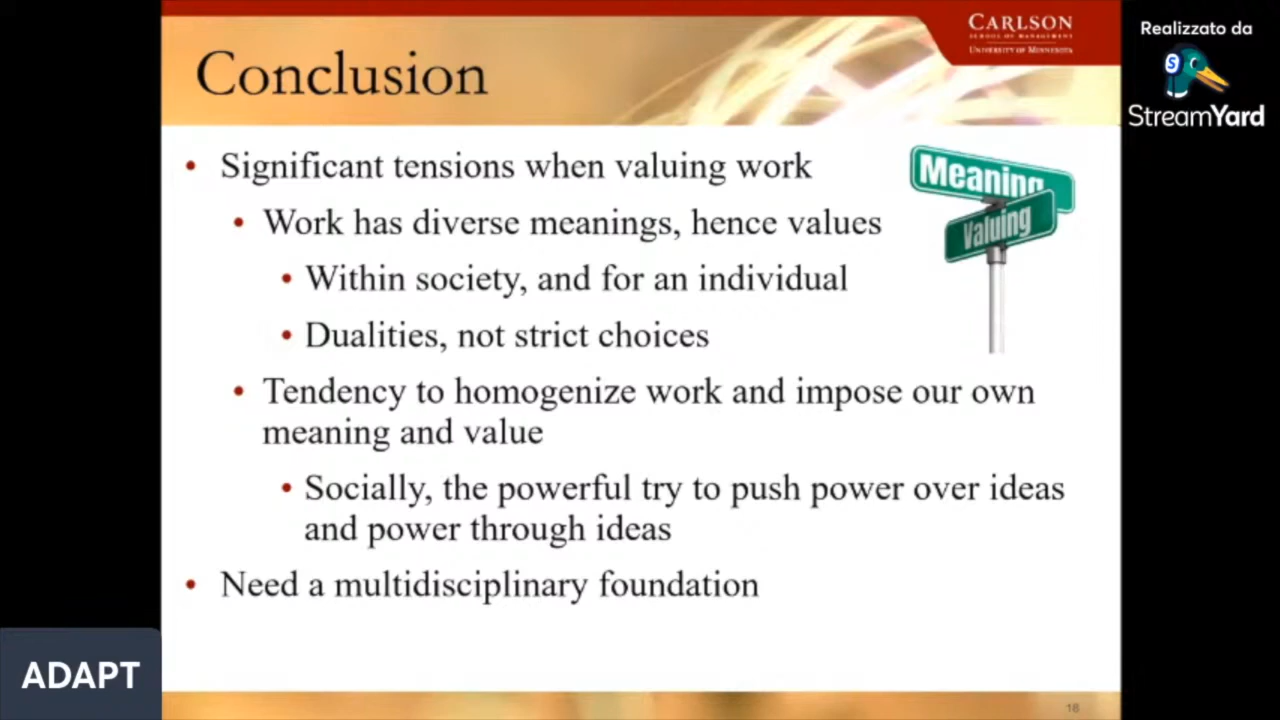 CARLSON
SCHOOL OF MANAGEMENT
UNIVERSITY OF MINNESOTA
Realizzato da
S
StreamYard
Conclusion
• Significant tensions when valuing work
• Work has diverse meanings, hence values
• Within society, and for an individual
• Dualities, not strict choices
• Tendency to homogenize work and impose our own
meaning and value
• Socially, the powerful try to push power over ideas
and power through ideas
• Need a multidisciplinary foundation
Meaning
Valuing
ADAPT
18